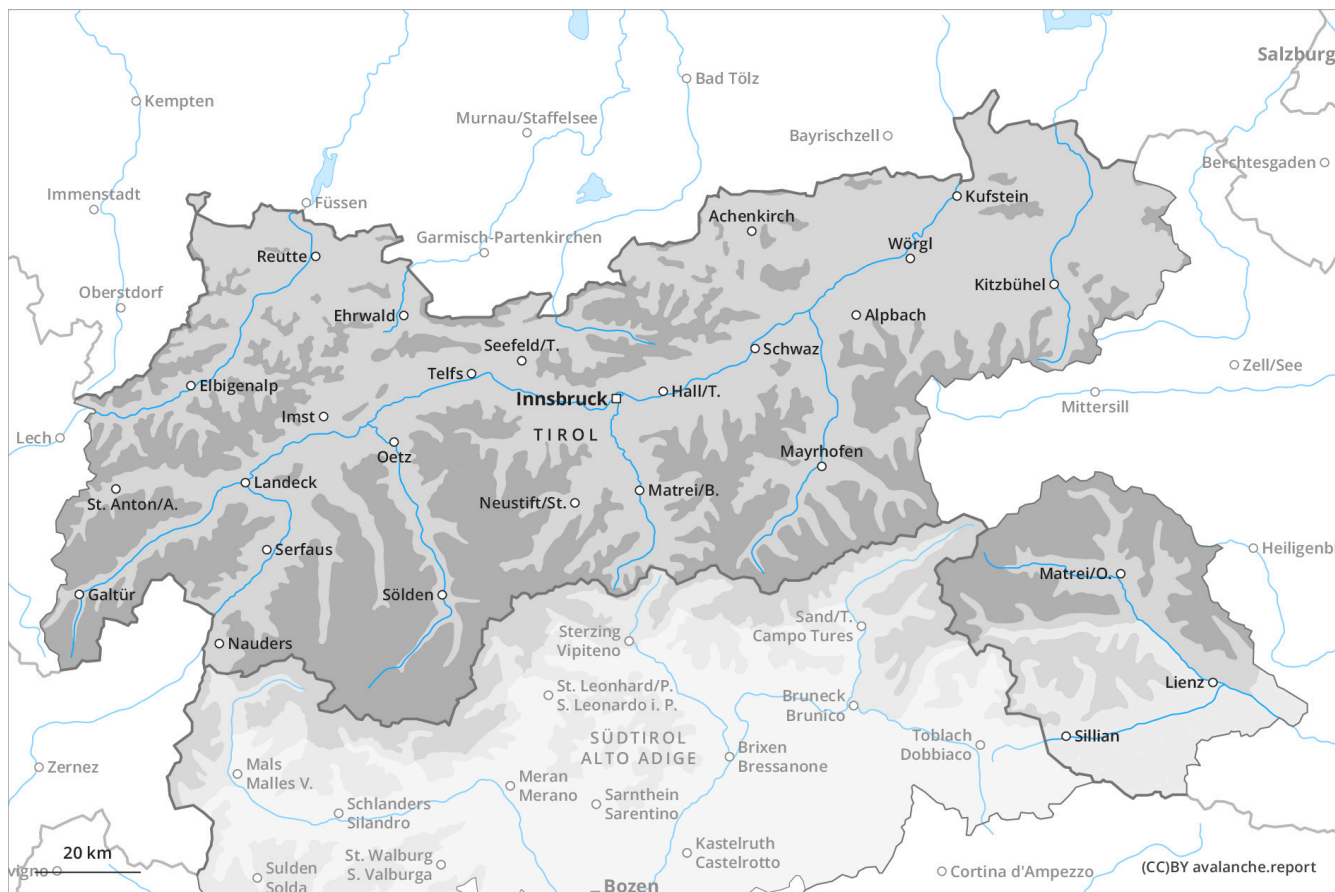 Salzburg
Bad Tölz
Kempten
Murnau/Staffelsee
Bayrischzell
Berchtesgaden
Immenstadt
Füssen
Kufstein
Achenkirch
Garmisch-Partenkirchen
Wörgl
Reutte
Kitzbühel
Oberstdorf
Ehrwald
Alpbach
Seefeld/T.
Schwaz
Zell/See
Telfs
Elbigenalp
Innsbruck
Hall/T.
Mittersill
Imst
TIROL
Lech
Oetz
Mayrhofen
Landeck
Matrei/B.
St. Anton/A.
Neustift/St.
Serfaus
Heiligenb
Matrei/O.
Galtür
Sölden
Sand/T.
Campo Tures
Sterzing
Vipiteno
Nauders
Lienz
St. Leonhard/P.
S. Leonardo i. P.
Bruneck
Brunico
SÜDTIROL
ALTO ADIGE
Toblach
Dobbiaco
Sillian
Brixen
Bressanone
Zernez
Mals
Malles V.
Meran
Merano
Schlanders
Silandro
Sarnthein
Sarentino
Kastelruth
Castelrotto
20 km
St. Walburg
S. Valburga
vigno
Sulden
Solda
Cortina d'Ampezzo
(CC)BY avalanche.report
Bozen